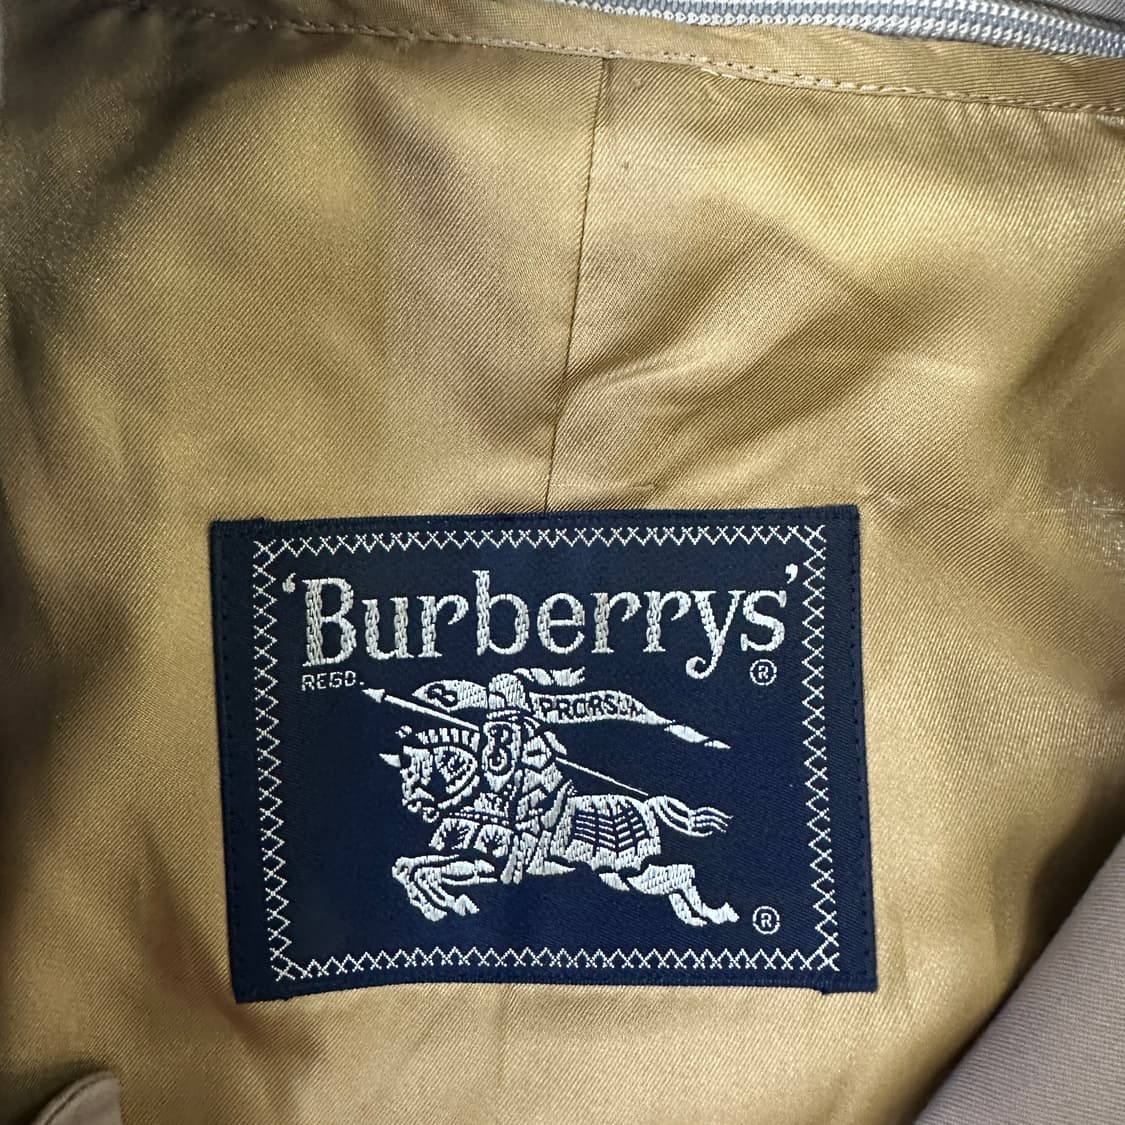 ‘Burberrys’
REGD. ®
B PRORSUM
B
®